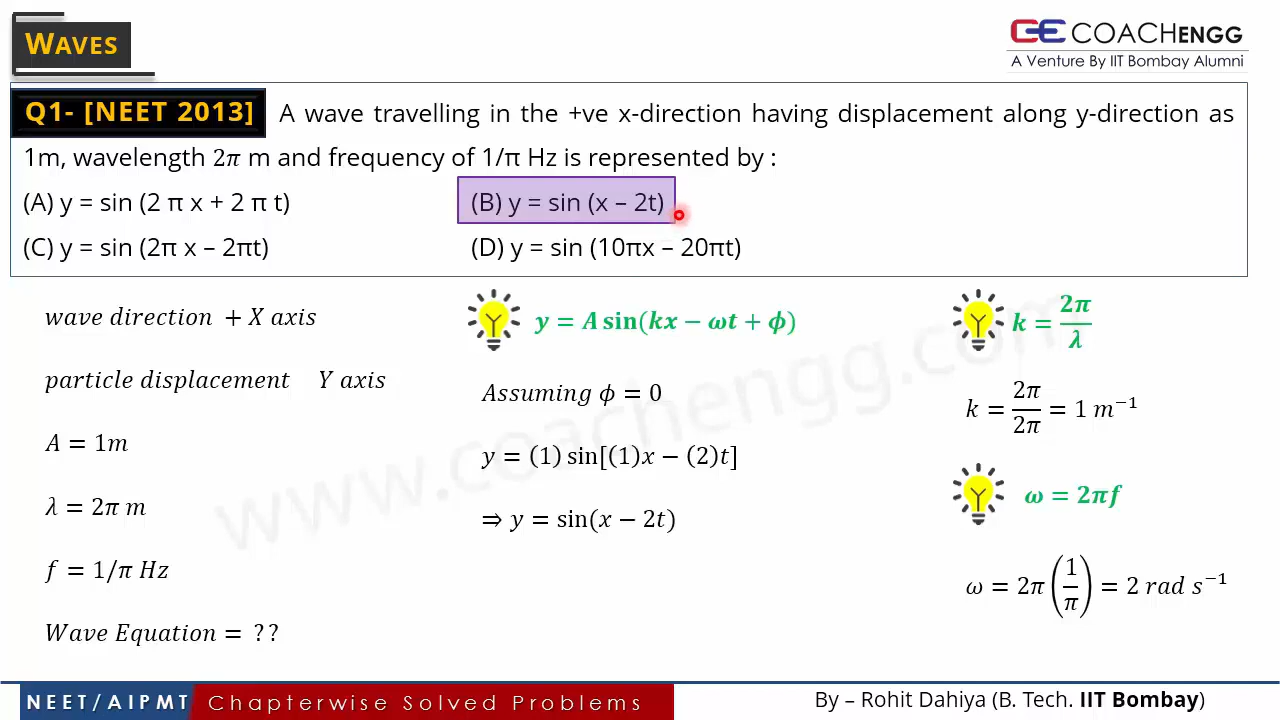 WAVES
COACHENGG
A Venture By IIT Bombay Alumni
Q1- [NEET 2013] A wave travelling in the +ve x-direction having displacement along y-direction as
1m, wavelength 2π m and frequency of 1/π Hz is represented by :
(A) y = sin (2 π x + 2 π t) (B) y = sin (x – 2t)
(C) y = sin (2π x – 2πt) (D) y = sin (10πx – 20πt)
wave direction + X axis
particle displacement Y axis
A = 1m
λ = 2π m
f = 1/π Hz
Wave Equation = ??
y = A sin(kx − ωt + ϕ)
Assuming ϕ = 0
y = (1) sin[(1)x − (2)t]
⇒ y = sin(x − 2t)
k = 2π/λ
k = 2π/2π = 1 m⁻¹
ω = 2πf
ω = 2π(1/π) = 2 rad s⁻¹
www.coachengg.com
NEET/AIPMT Chapterwise Solved Problems By – Rohit Dahiya (B. Tech. IIT Bombay)